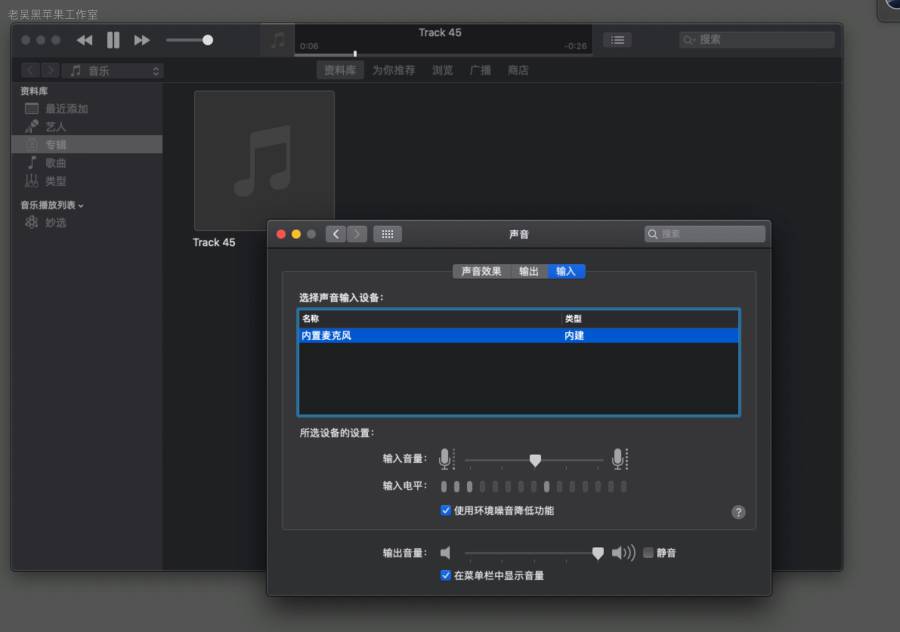 老吴黑苹果工作室
Track 45
0:06
-0:26
搜索
音乐
资料库 为你推荐 浏览 广播 商店
资料库
最近添加
艺人
专辑
歌曲
类型
音乐播放列表
妙选
Track 45
声音
搜索
声音效果 输出 输入
选择声音输入设备：
名称 类型
内置麦克风 内建
所选设备的设置：
输入音量：
输入电平：
使用环境噪音降低功能
?
输出音量： 静音
在菜单栏中显示音量